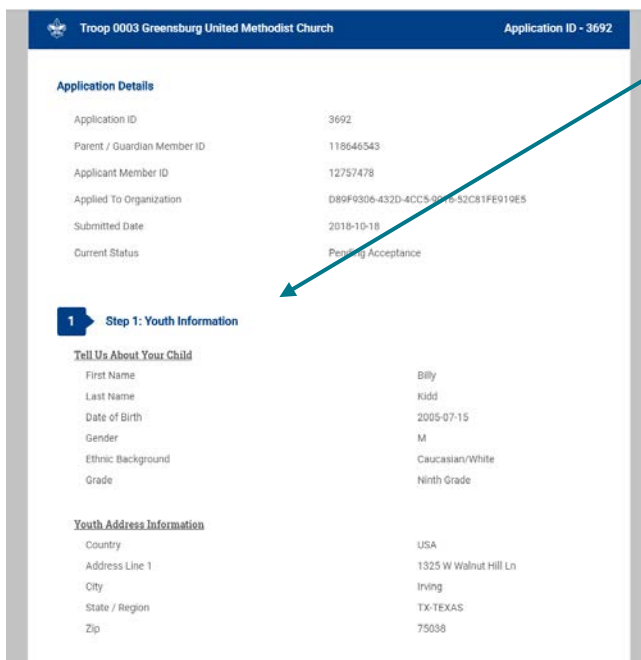 Troop 0003 Greensburg United Methodist Church Application ID - 3692
Application Details
Application ID 3692
Parent / Guardian Member ID 118646543
Applicant Member ID 12757478
Applied To Organization
Submitted Date 2018-10-18
Current Status Pending Acceptance
1 Step 1: Youth Information
Tell Us About Your Child
First Name Billy
Last Name Kidd
Date of Birth 2005-07-15
Gender M
Ethnic Background Caucasian/White
Grade Ninth Grade
Youth Address Information
Country USA
Address Line 1 1325 W Walnut Hill Ln
City Irving
State / Region TX-TEXAS
Zip 75038